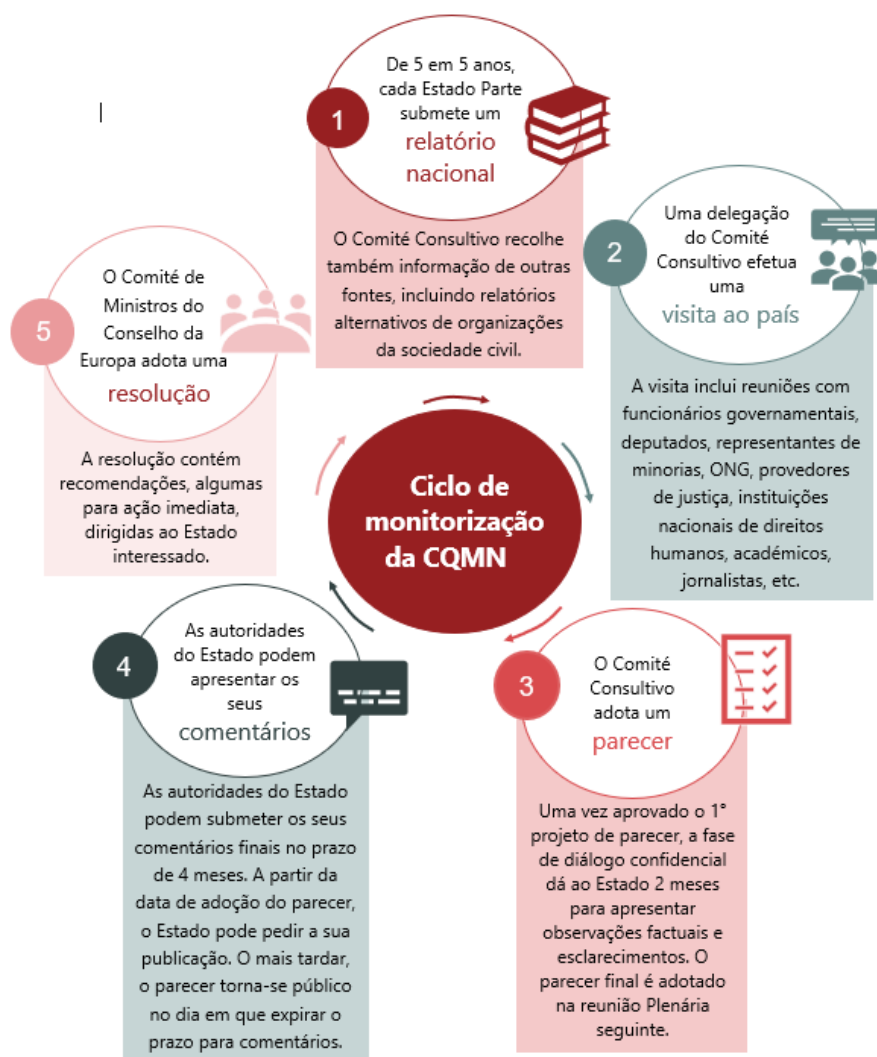 1
De 5 em 5 anos,
cada Estado Parte
submete um
relatório
nacional
O Comité Consultivo recolhe
também informação de outras
fontes, incluindo relatórios
alternativos de organizações
da sociedade civil.
2
Uma delegação
do Comité
Consultivo efetua
uma
visita ao país
A visita inclui reuniões com
funcionários governamentais,
deputados, representantes de
minorias, ONG, provedores
de justiça, instituições
nacionais de direitos
humanos, académicos,
jornalistas, etc.
3
O Comité
Consultivo
adota um
parecer
Uma vez aprovado o 1°
projeto de parecer, a fase
de diálogo confidencial
dá ao Estado 2 meses
para apresentar
observações factuais e
esclarecimentos. O
parecer final é adotado
na reunião Plenária
seguinte.
4
As autoridades
do Estado podem
apresentar os
seus
comentários
As autoridades do Estado
podem submeter os seus
comentários finais no prazo
de 4 meses. A partir da
data de adoção do parecer,
o Estado pode pedir a sua
publicação. O mais tardar,
o parecer torna-se público
no dia em que expirar o
prazo para comentários.
5
O Comité de
Ministros do
Conselho da
Europa adota uma
resolução
A resolução contém
recomendações, algumas
para ação imediata,
dirigidas ao Estado
interessado.
Ciclo de
monitorização
da CQMN